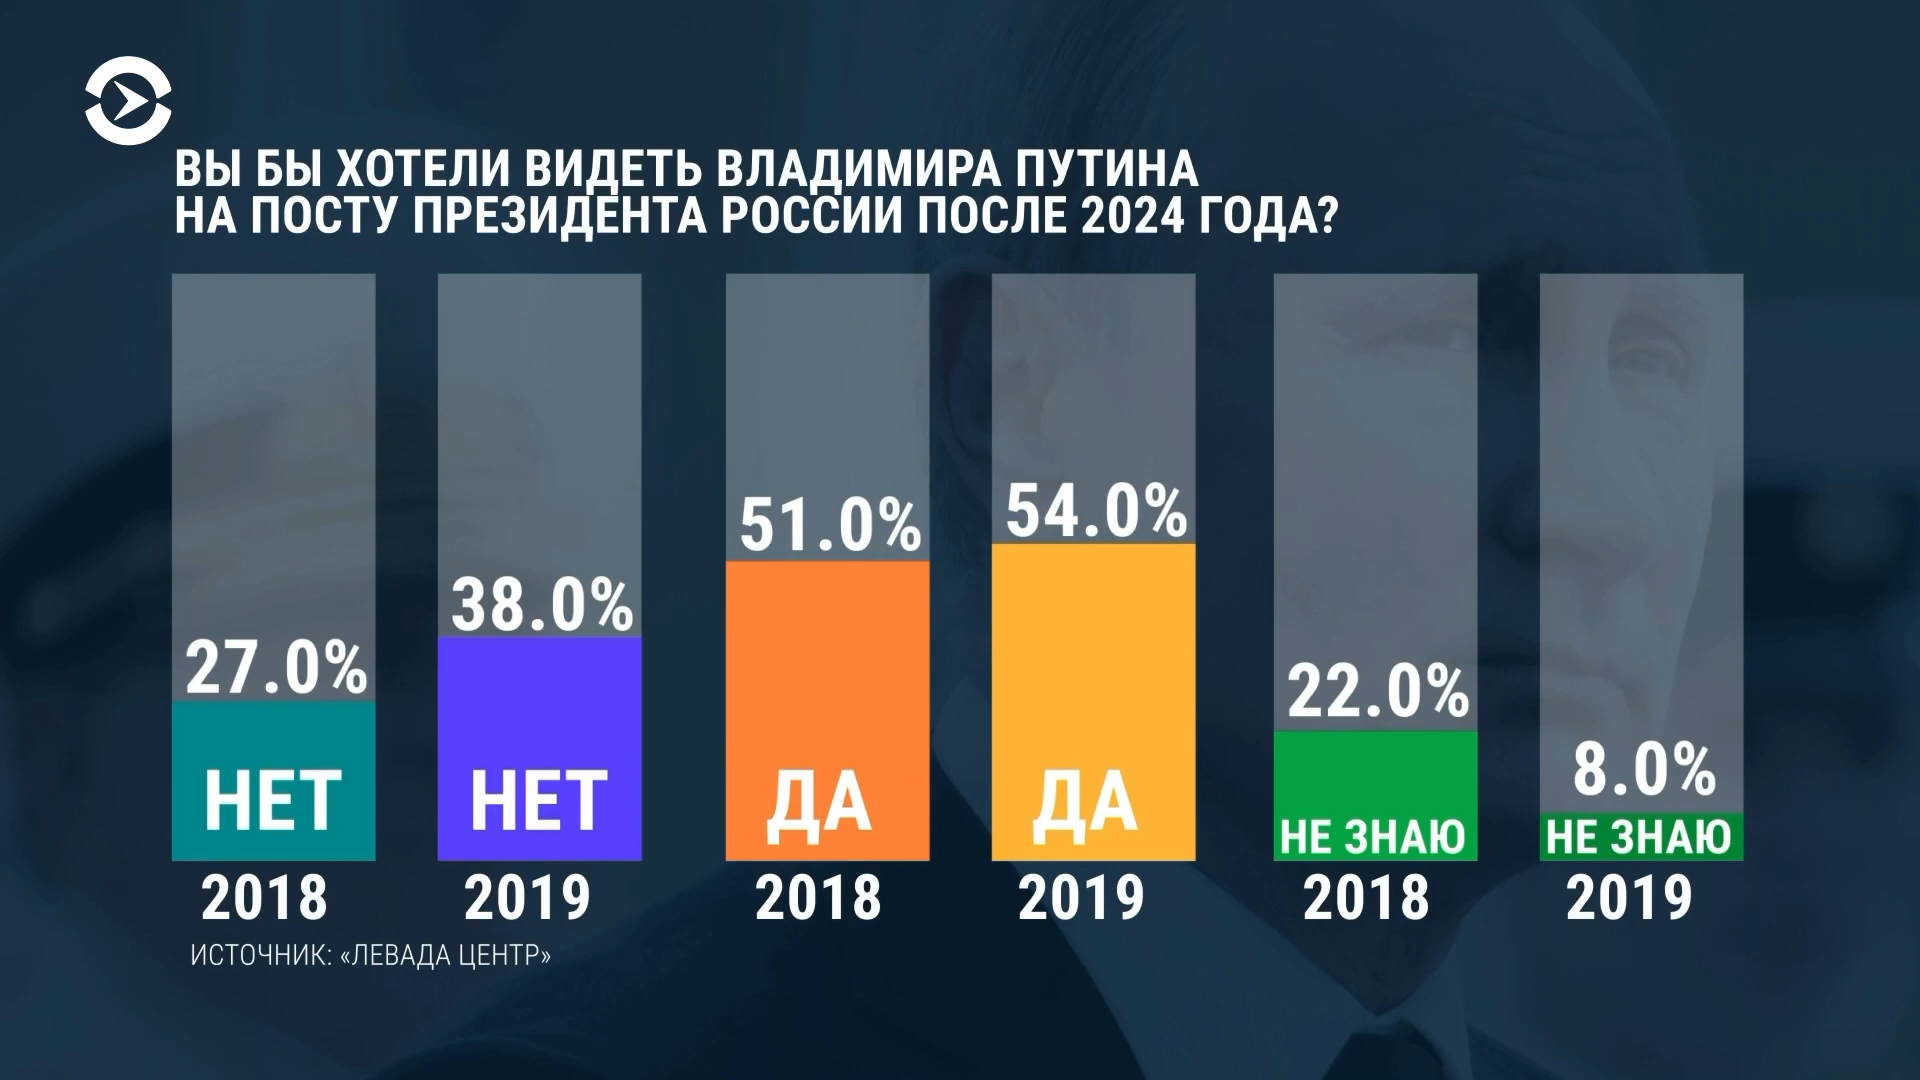 ВЫ БЫ ХОТЕЛИ ВИДЕТЬ ВЛАДИМИРА ПУТИНА
НА ПОСТУ ПРЕЗИДЕНТА РОССИИ ПОСЛЕ 2024 ГОДА?
27.0%
НЕТ
2018
38.0%
НЕТ
2019
51.0%
ДА
2018
54.0%
ДА
2019
22.0%
НЕ ЗНАЮ
2018
8.0%
НЕ ЗНАЮ
2019
ИСТОЧНИК: «ЛЕВАДА ЦЕНТР»